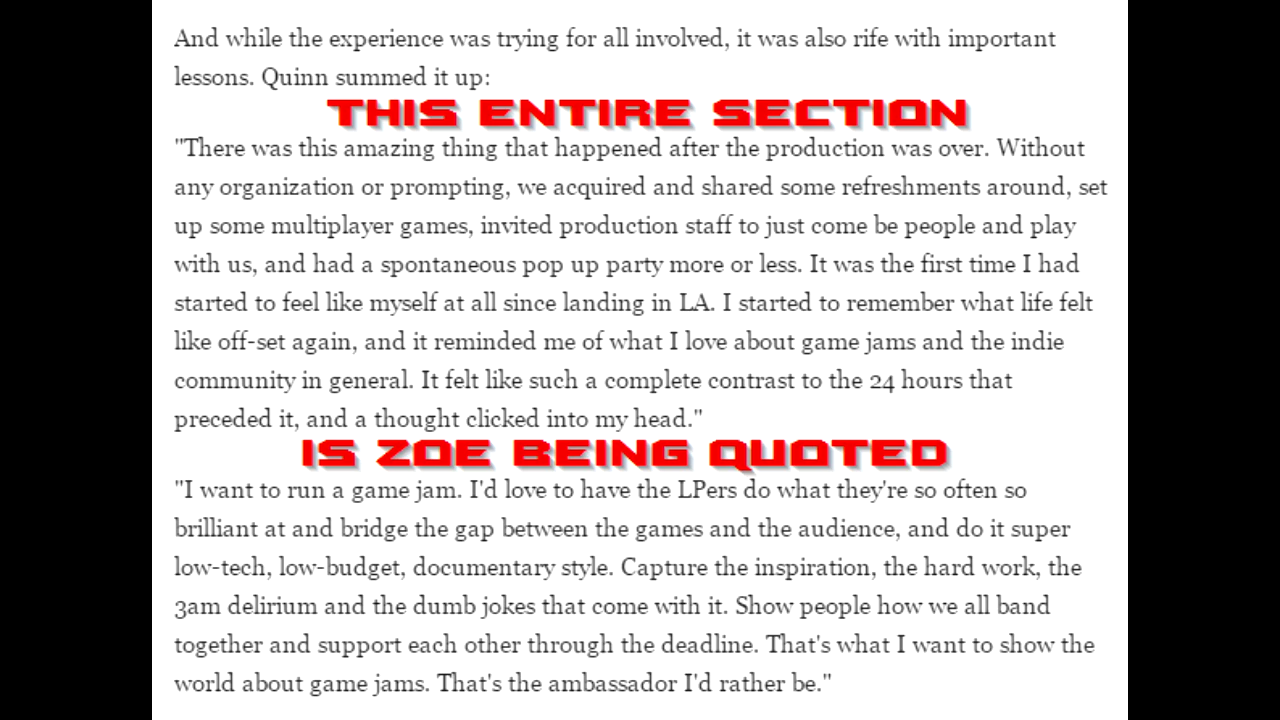 And while the experience was trying for all involved, it was also rife with important
lessons. Quinn summed it up:
THIS ENTIRE SECTION
"There was this amazing thing that happened after the production was over. Without
any organization or prompting, we acquired and shared some refreshments around, set
up some multiplayer games, invited production staff to just come be people and play
with us, and had a spontaneous pop up party more or less. It was the first time I had
started to feel like myself at all since landing in LA. I started to remember what life felt
like off-set again, and it reminded me of what I love about game jams and the indie
community in general. It felt like such a complete contrast to the 24 hours that
preceded it, and a thought clicked into my head."
IS ZOE BEING QUOTED
"I want to run a game jam. I'd love to have the LPers do what they're so often so
brilliant at and bridge the gap between the games and the audience, and do it super
low-tech, low-budget, documentary style. Capture the inspiration, the hard work, the
3am delirium and the dumb jokes that come with it. Show people how we all band
together and support each other through the deadline. That's what I want to show the
world about game jams. That's the ambassador I'd rather be."